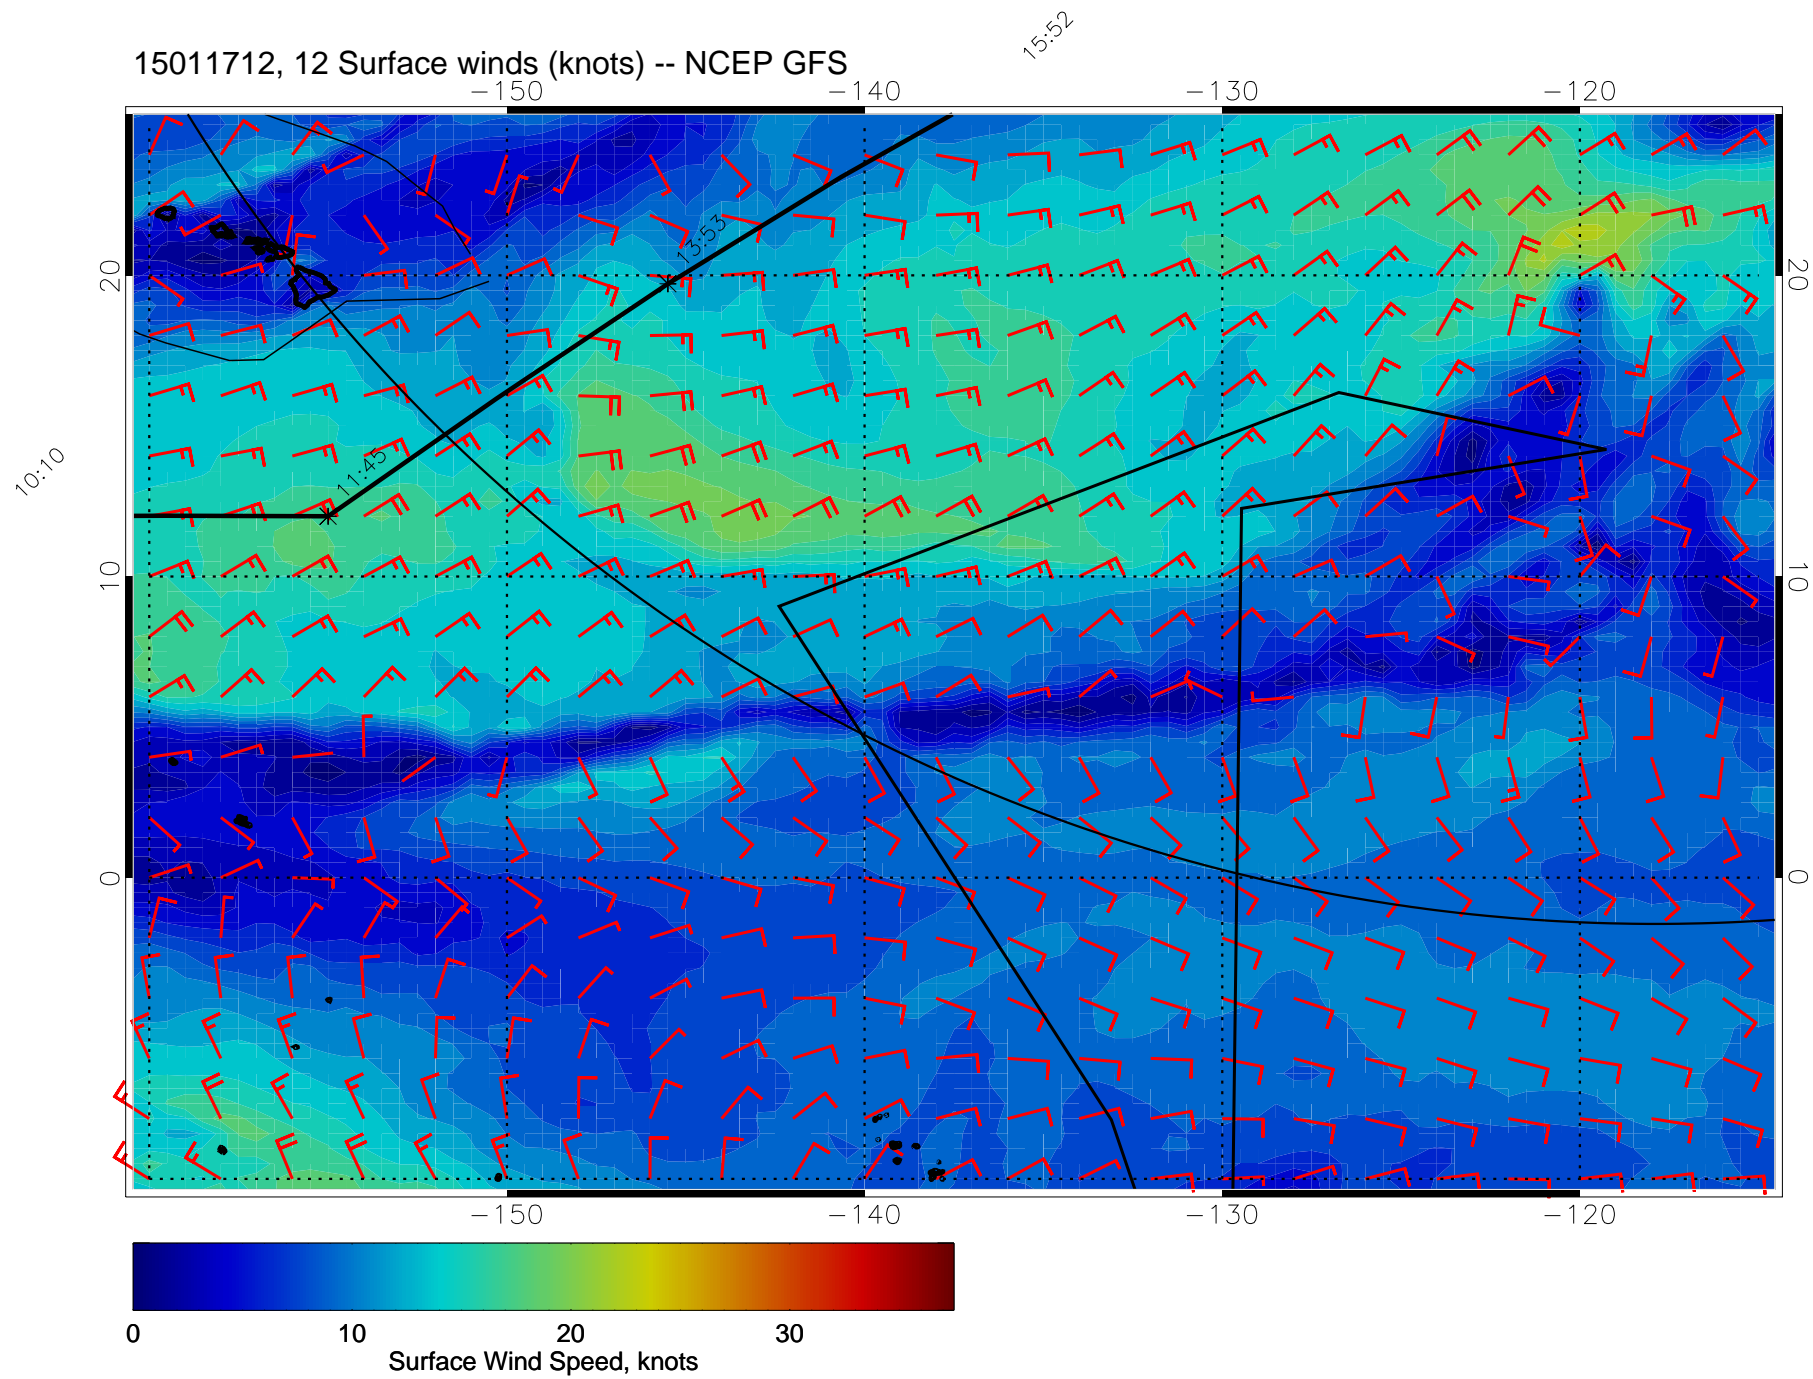 15:52
15011712, 12 Surface winds (knots) -- NCEP GFS
-150 -140 -130 -120
13:53
20 20
11:45
10:10
10 10
0 0
-150 -140 -130 -120
0 10 20 30
Surface Wind Speed, knots